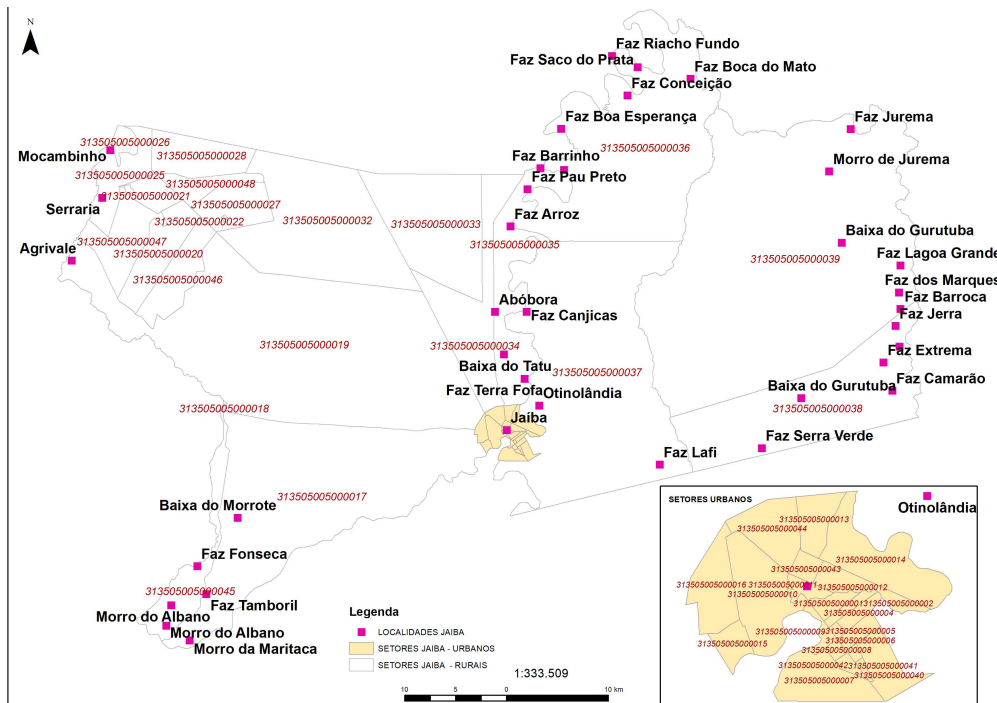 N
Faz Riacho Fundo
Faz Saco do Prata
Faz Boca do Mato
Faz Conceição
Faz Boa Esperança
Faz Jurema
313505005000026
313505005000028
313505005000036
Mocambinho
Faz Barrinho
Morro de Jurema
313505005000025
313505005000048
Faz Pau Preto
313505005000021
313505005000027
Serraria
313505005000022
313505005000032
313505005000033
Faz Arroz
Baixa do Gurutuba
313505005000047
313505005000035
Agrivale
313505005000020
Faz Lagoa Grande
313505005000039
313505005000046
Faz dos Marques
Abóbora
Faz Barroca
Faz Canjicas
Faz Jerra
313505005000019
313505005000034
Faz Extrema
Baixa do Tatu
313505005000037
Faz Terra Fofa
Otinolândia
Baixa do Gurutuba
Faz Camarão
313505005000018
313505005000038
Jaíba
Faz Serra Verde
Faz Lafi
313505005000017
Baixa do Morrote
Faz Fonseca
313505005000045
Faz Tamboril
Morro do Albano
Morro do Albano
Morro da Maritaca
Legenda
LOCALIDADES JAIBA
SETORES JAIBA - URBANOS
SETORES JAIBA - RURAIS
1:333.509
10 5 0 10 km
SETORES URBANOS
Otinolândia
313505005000013
313505005000044
313505005000014
313505005000043
313505005000016
313505005000012
313505005000010
313505005000001
313505005000002
313505005000004
313505005000009
313505005000005
313505005000006
313505005000015
313505005000008
313505005000042
313505005000041
313505005000007
313505005000040